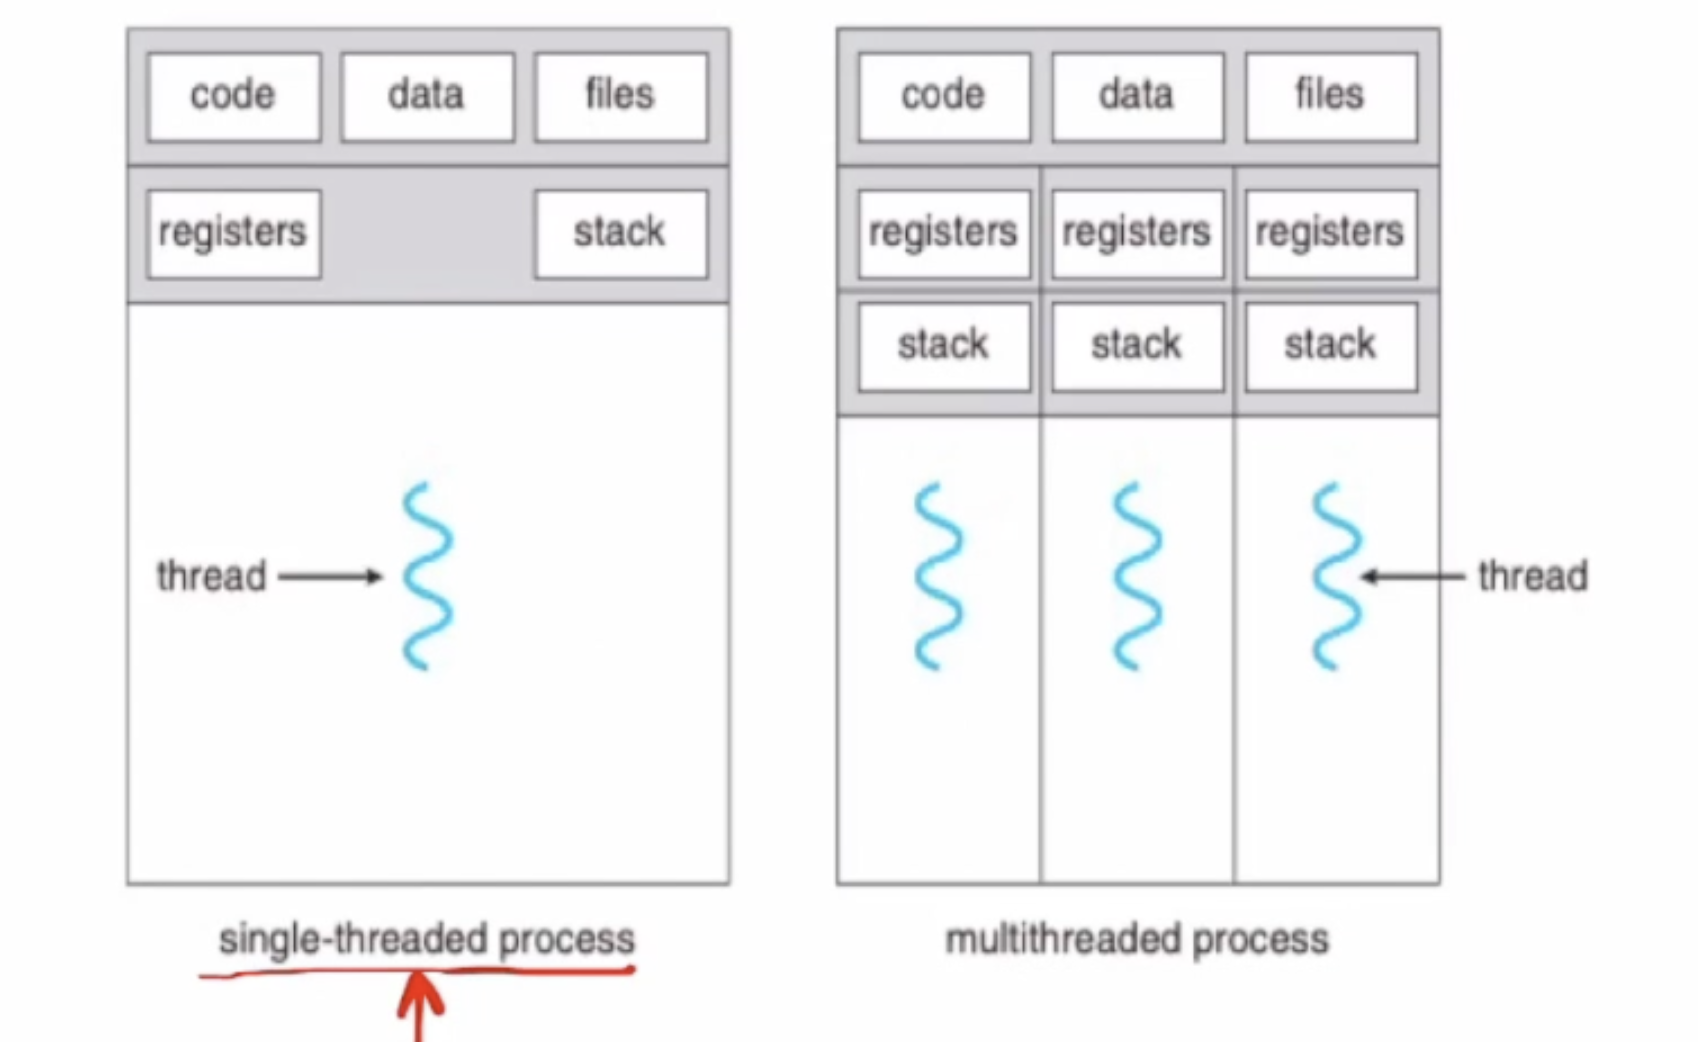 code data files code data files
registers stack registers registers registers
stack stack stack
thread thread
single-threaded process multithreaded process